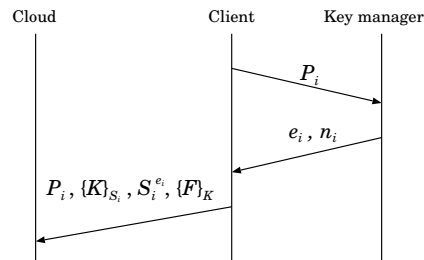 Cloud Client Key manager
P_i
e_i , n_i
P_i , {K}_{S_i} , S_i^{e_i} , {F}_K